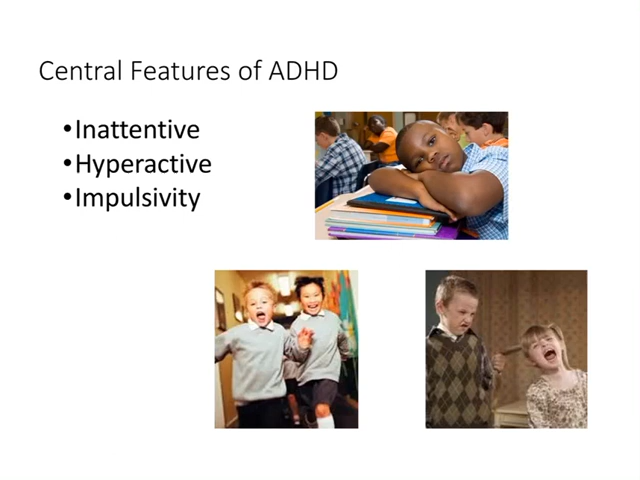 Central Features of ADHD
•Inattentive
•Hyperactive
•Impulsivity